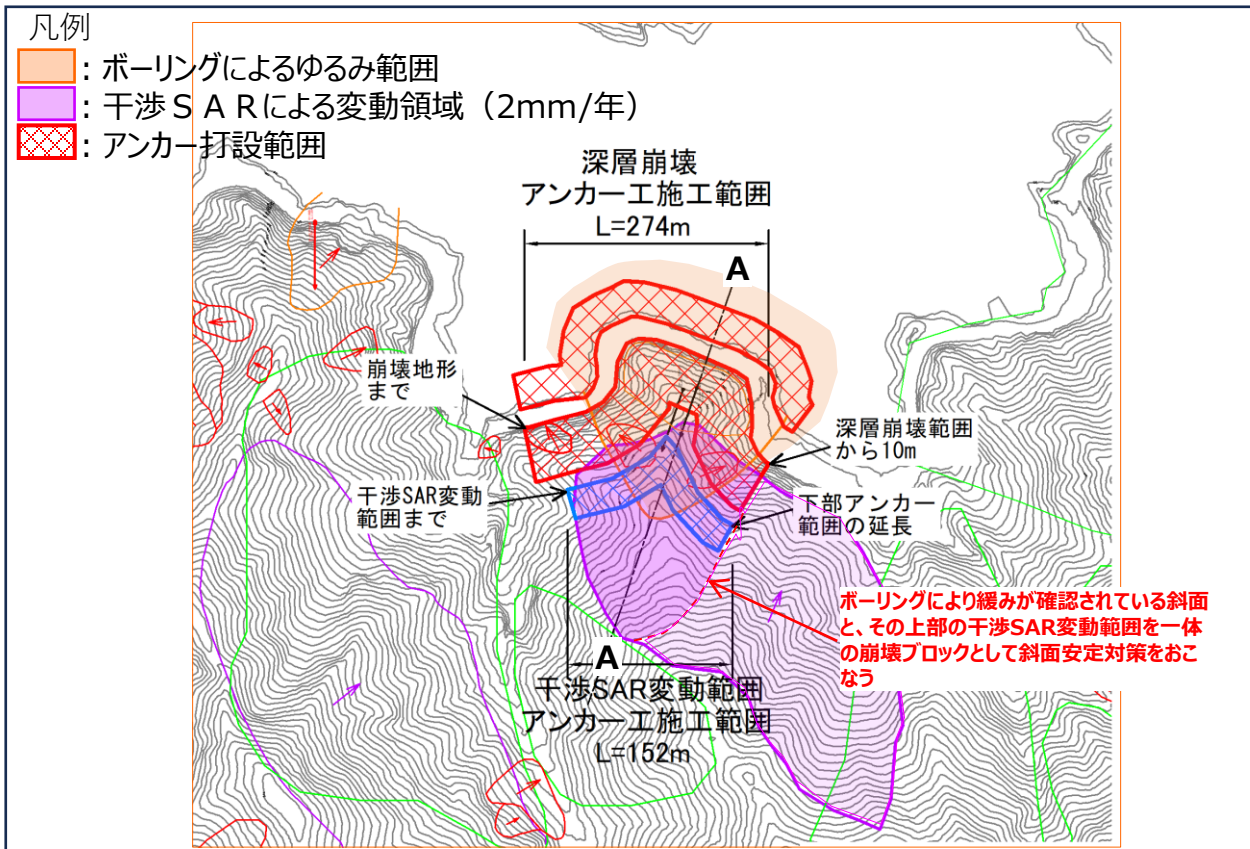 凡例
：ボーリングによるゆるみ範囲
：干渉ＳＡＲによる変動領域（2mm/年）
：アンカー打設範囲
深層崩壊
アンカー工施工範囲
L=274m
A
崩壊地形
まで
深層崩壊範囲
から10m
干渉SAR変動
範囲まで
下部アンカー
範囲の延長
ボーリングにより緩みが確認されている斜面
と、その上部の干渉SAR変動範囲を一体
の崩壊ブロックとして斜面安定対策をおこ
なう
A
干渉SAR変動範囲
アンカー工施工範囲
L=152m